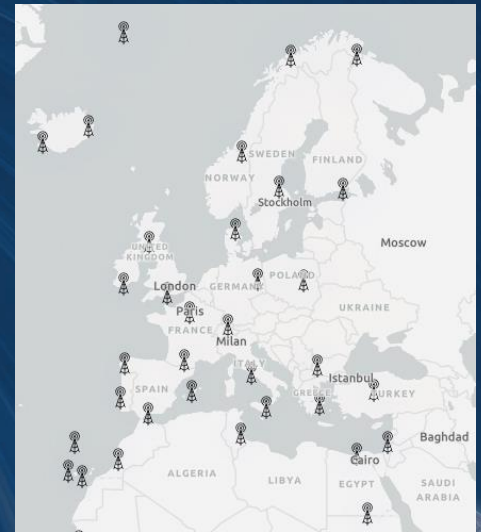 SWEDEN
FINLAND
NORWAY
Stockholm
Moscow
UNITED
KINGDOM
London
GERMANY
POLAND
Paris
UKRAINE
FRANCE
Milan
ITALY
Istanbul
SPAIN
GREECE
TURKEY
Baghdad
Cairo
ALGERIA
LIBYA
EGYPT
SAUDI
ARABIA